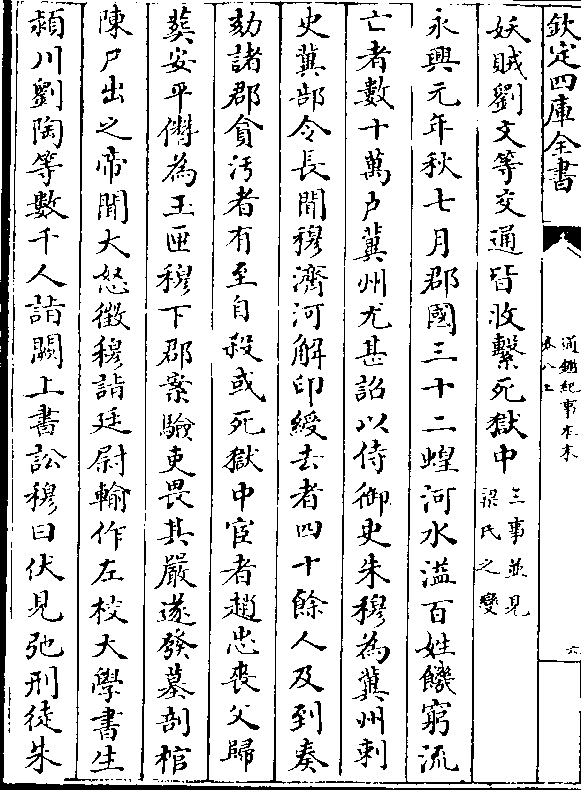 欽定四庫全書
通鑑紀事本末
卷八上
六
妖賊劉文等交通皆收繫死獄中
三事並見
梁氏之變
永興元年秋七月郡國三十二蝗河水溢百姓饑窮流
亡者數十萬户冀州尤甚詔以侍御史朱穆為冀州刺
史冀部令長聞穆濟河解印綬去者四十餘人及到奏
劾諸郡貪汚者有至自殺或死獄中宦者趙忠喪父歸
葬安平僭為玉匣穆下郡案驗吏畏其嚴遂發墓剖棺
陳尸出之帝聞大怒徵穆詣廷尉輸作左校大學書生
潁川劉陶等數千人詣闕上書訟穆曰伏見弛刑徒朱